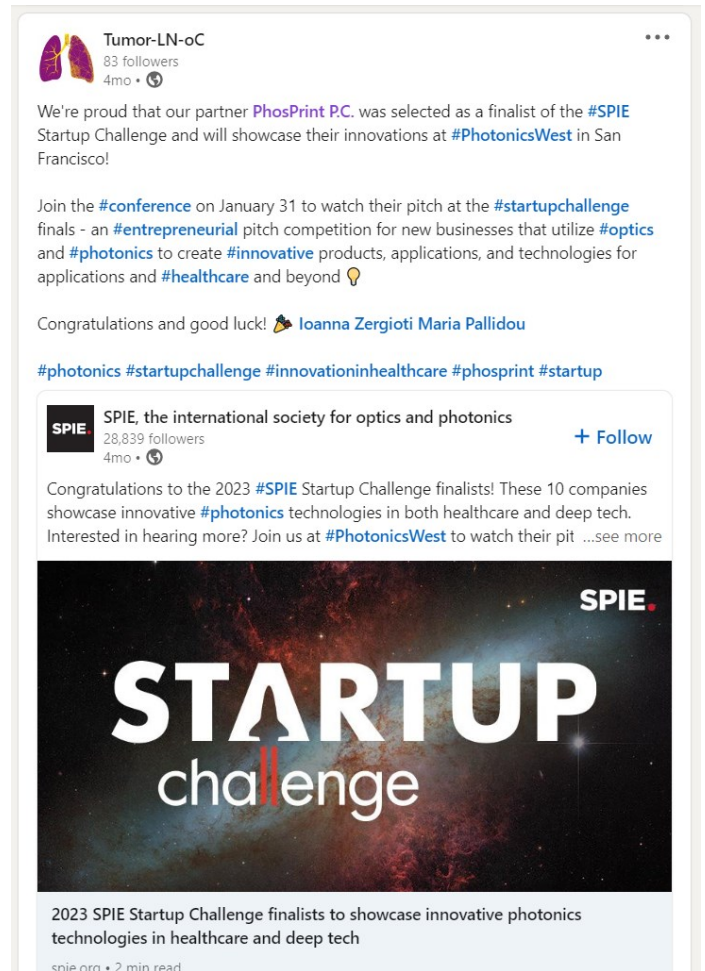 Tumor-LN-oC
83 followers
4mo •
We're proud that our partner PhosPrint P.C. was selected as a finalist of the #SPIE
Startup Challenge and will showcase their innovations at #PhotonicsWest in San
Francisco!
Join the #conference on January 31 to watch their pitch at the #startupchallenge
finals - an #entrepreneurial pitch competition for new businesses that utilize #optics
and #photonics to create #innovative products, applications, and technologies for
applications and #healthcare and beyond 💡
Congratulations and good luck! 🎉 Ioanna Zergioti Maria Pallidou
#photonics #startupchallenge #innovationinhealthcare #phosprint #startup
SPIE.
SPIE, the international society for optics and photonics
28,839 followers
4mo •
+ Follow
Congratulations to the 2023 #SPIE Startup Challenge finalists! These 10 companies
showcase innovative #photonics technologies in both healthcare and deep tech.
Interested in hearing more? Join us at #PhotonicsWest to watch their pit ...see more
SPIE.
STARTUP
challenge
2023 SPIE Startup Challenge finalists to showcase innovative photonics
technologies in healthcare and deep tech
spie.org • 2 min read